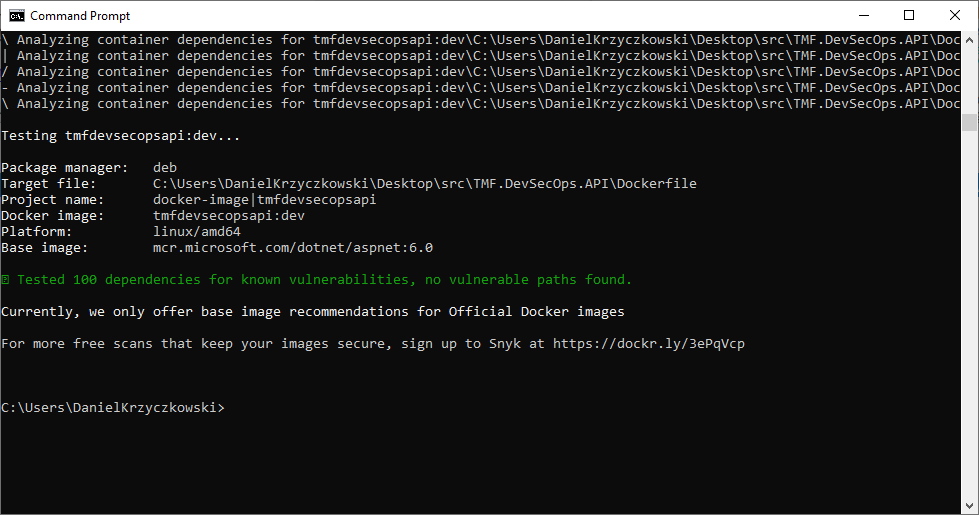 Command Prompt
\ Analyzing container dependencies for tmfdevsecopsapi:dev\C:\Users\DanielKrzyczkowski\Desktop\src\TMF.DevSecOps.API\Doc
| Analyzing container dependencies for tmfdevsecopsapi:dev\C:\Users\DanielKrzyczkowski\Desktop\src\TMF.DevSecOps.API\Doc
/ Analyzing container dependencies for tmfdevsecopsapi:dev\C:\Users\DanielKrzyczkowski\Desktop\src\TMF.DevSecOps.API\Doc
- Analyzing container dependencies for tmfdevsecopsapi:dev\C:\Users\DanielKrzyczkowski\Desktop\src\TMF.DevSecOps.API\Doc
\ Analyzing container dependencies for tmfdevsecopsapi:dev\C:\Users\DanielKrzyczkowski\Desktop\src\TMF.DevSecOps.API\Doc
Testing tmfdevsecopsapi:dev...
Package manager: deb
Target file: C:\Users\DanielKrzyczkowski\Desktop\src\TMF.DevSecOps.API\Dockerfile
Project name: docker-image|tmfdevsecopsapi
Docker image: tmfdevsecopsapi:dev
Platform: linux/amd64
Base image: mcr.microsoft.com/dotnet/aspnet:6.0
Tested 100 dependencies for known vulnerabilities, no vulnerable paths found.
Currently, we only offer base image recommendations for Official Docker images
For more free scans that keep your images secure, sign up to Snyk at https://dockr.ly/3ePqVcp
C:\Users\DanielKrzyczkowski>